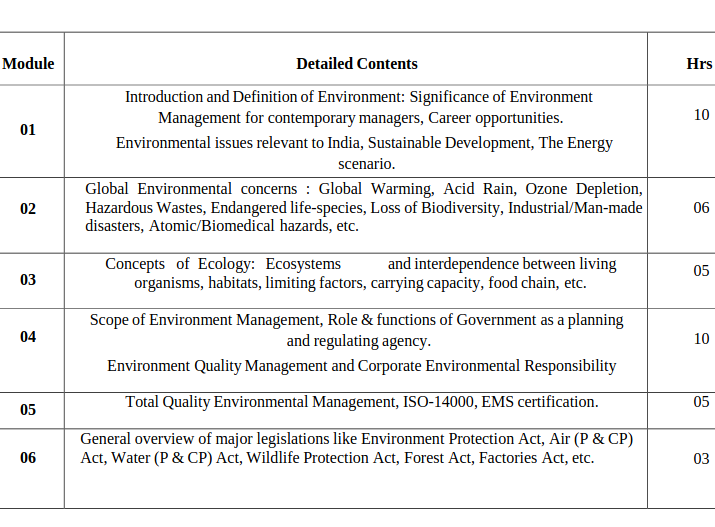 Module Detailed Contents Hrs
Introduction and Definition of Environment: Significance of Environment
Management for contemporary managers, Career opportunities.
Environmental issues relevant to India, Sustainable Development, The Energy
scenario.
01 10
Global Environmental concerns : Global Warming, Acid Rain, Ozone Depletion,
Hazardous Wastes, Endangered life-species, Loss of Biodiversity, Industrial/Man-made
disasters, Atomic/Biomedical hazards, etc.
02 06
Concepts of Ecology: Ecosystems and interdependence between living
organisms, habitats, limiting factors, carrying capacity, food chain, etc.
03 05
Scope of Environment Management, Role & functions of Government as a planning
and regulating agency.
Environment Quality Management and Corporate Environmental Responsibility
04 10
Total Quality Environmental Management, ISO-14000, EMS certification.
05 05
General overview of major legislations like Environment Protection Act, Air (P & CP)
Act, Water (P & CP) Act, Wildlife Protection Act, Forest Act, Factories Act, etc.
06 03